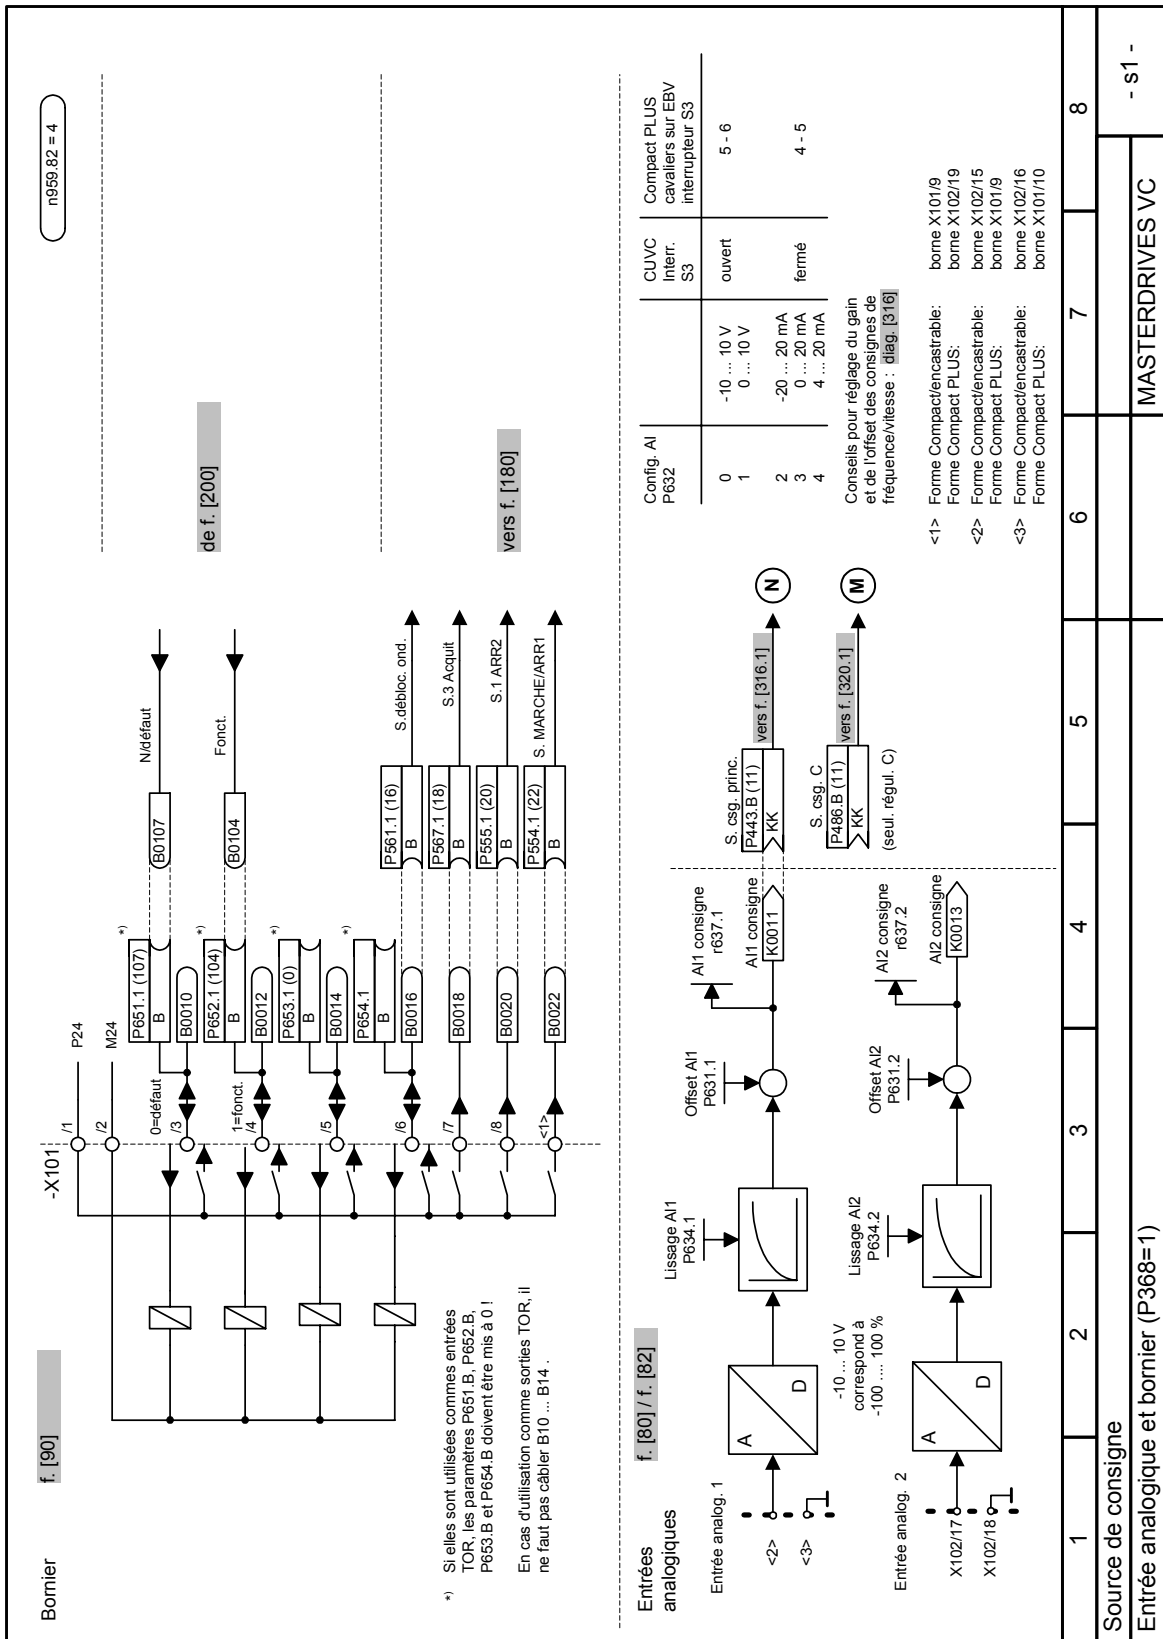 Bornier
f. [90]
n959.82 = 4
-X101
/1
P24
/2
M24
0=défaut
/3
P651.1 (107)
B
*)
B0010
B0107
N/défaut
1=fonct.
/4
P652.1 (104)
B
*)
B0012
B0104
Fonct.
de f. [200]
/5
P653.1 (0)
B
*)
B0014
/6
P654.1
B
*)
B0016
P561.1 (16)
B
S.débloc. ond.
/7
B0018
P567.1 (18)
B
S.3 Acquit
/8
B0020
P555.1 (20)
B
S.1 ARR2
<1>
B0022
P554.1 (22)
B
S. MARCHE/ARR1
vers f. [180]
*) Si elles sont utilisées commes entrées
TOR, les paramètres P651.B, P652.B,
P653.B et P654.B doivent être mis à 0 !
En cas d'utilisation comme sorties TOR, il
ne faut pas câbler B10 ... B14 .
Entrées
analogiques
f. [80] / f. [82]
Entrée analog. 1
<2>
<3>
A
D
-10 ... 10 V
correspond à
-100 .... 100 %
Lissage AI1
P634.1
Offset AI1
P631.1
AI1 consigne
r637.1
AI1 consigne
K0011
S. csg. princ.
P443.B (11)
KK
vers f. [316.1]
N
Entrée analog. 2
X102/17
X102/18
A
D
Lissage AI2
P634.2
Offset AI2
P631.2
AI2 consigne
r637.2
AI2 consigne
K0013
S. csg. C
P486.B (11)
KK
(seul. régul. C)
vers f. [320.1]
M
Config. AI
P632
CUVC
Interr.
S3
Compact PLUS
cavaliers sur EBV
interrupteur S3
0 -10 ... 10 V ouvert 5 - 6
1 0 ... 10 V
2 -20 ... 20 mA
3 0 ... 20 mA fermé 4 - 5
4 4 ... 20 mA
Conseils pour réglage du gain
et de l'offset des consignes de
fréquence/vitesse : diag. [316]
<1> Forme Compact/encastrable: borne X101/9
Forme Compact PLUS: borne X102/19
<2> Forme Compact/encastrable: borne X102/15
Forme Compact PLUS: borne X101/9
<3> Forme Compact/encastrable: borne X102/16
Forme Compact PLUS: borne X101/10
1 2 3 4 5 6 7 8
Source de consigne
Entrée analogique et bornier (P368=1)
MASTERDRIVES VC
- s1 -